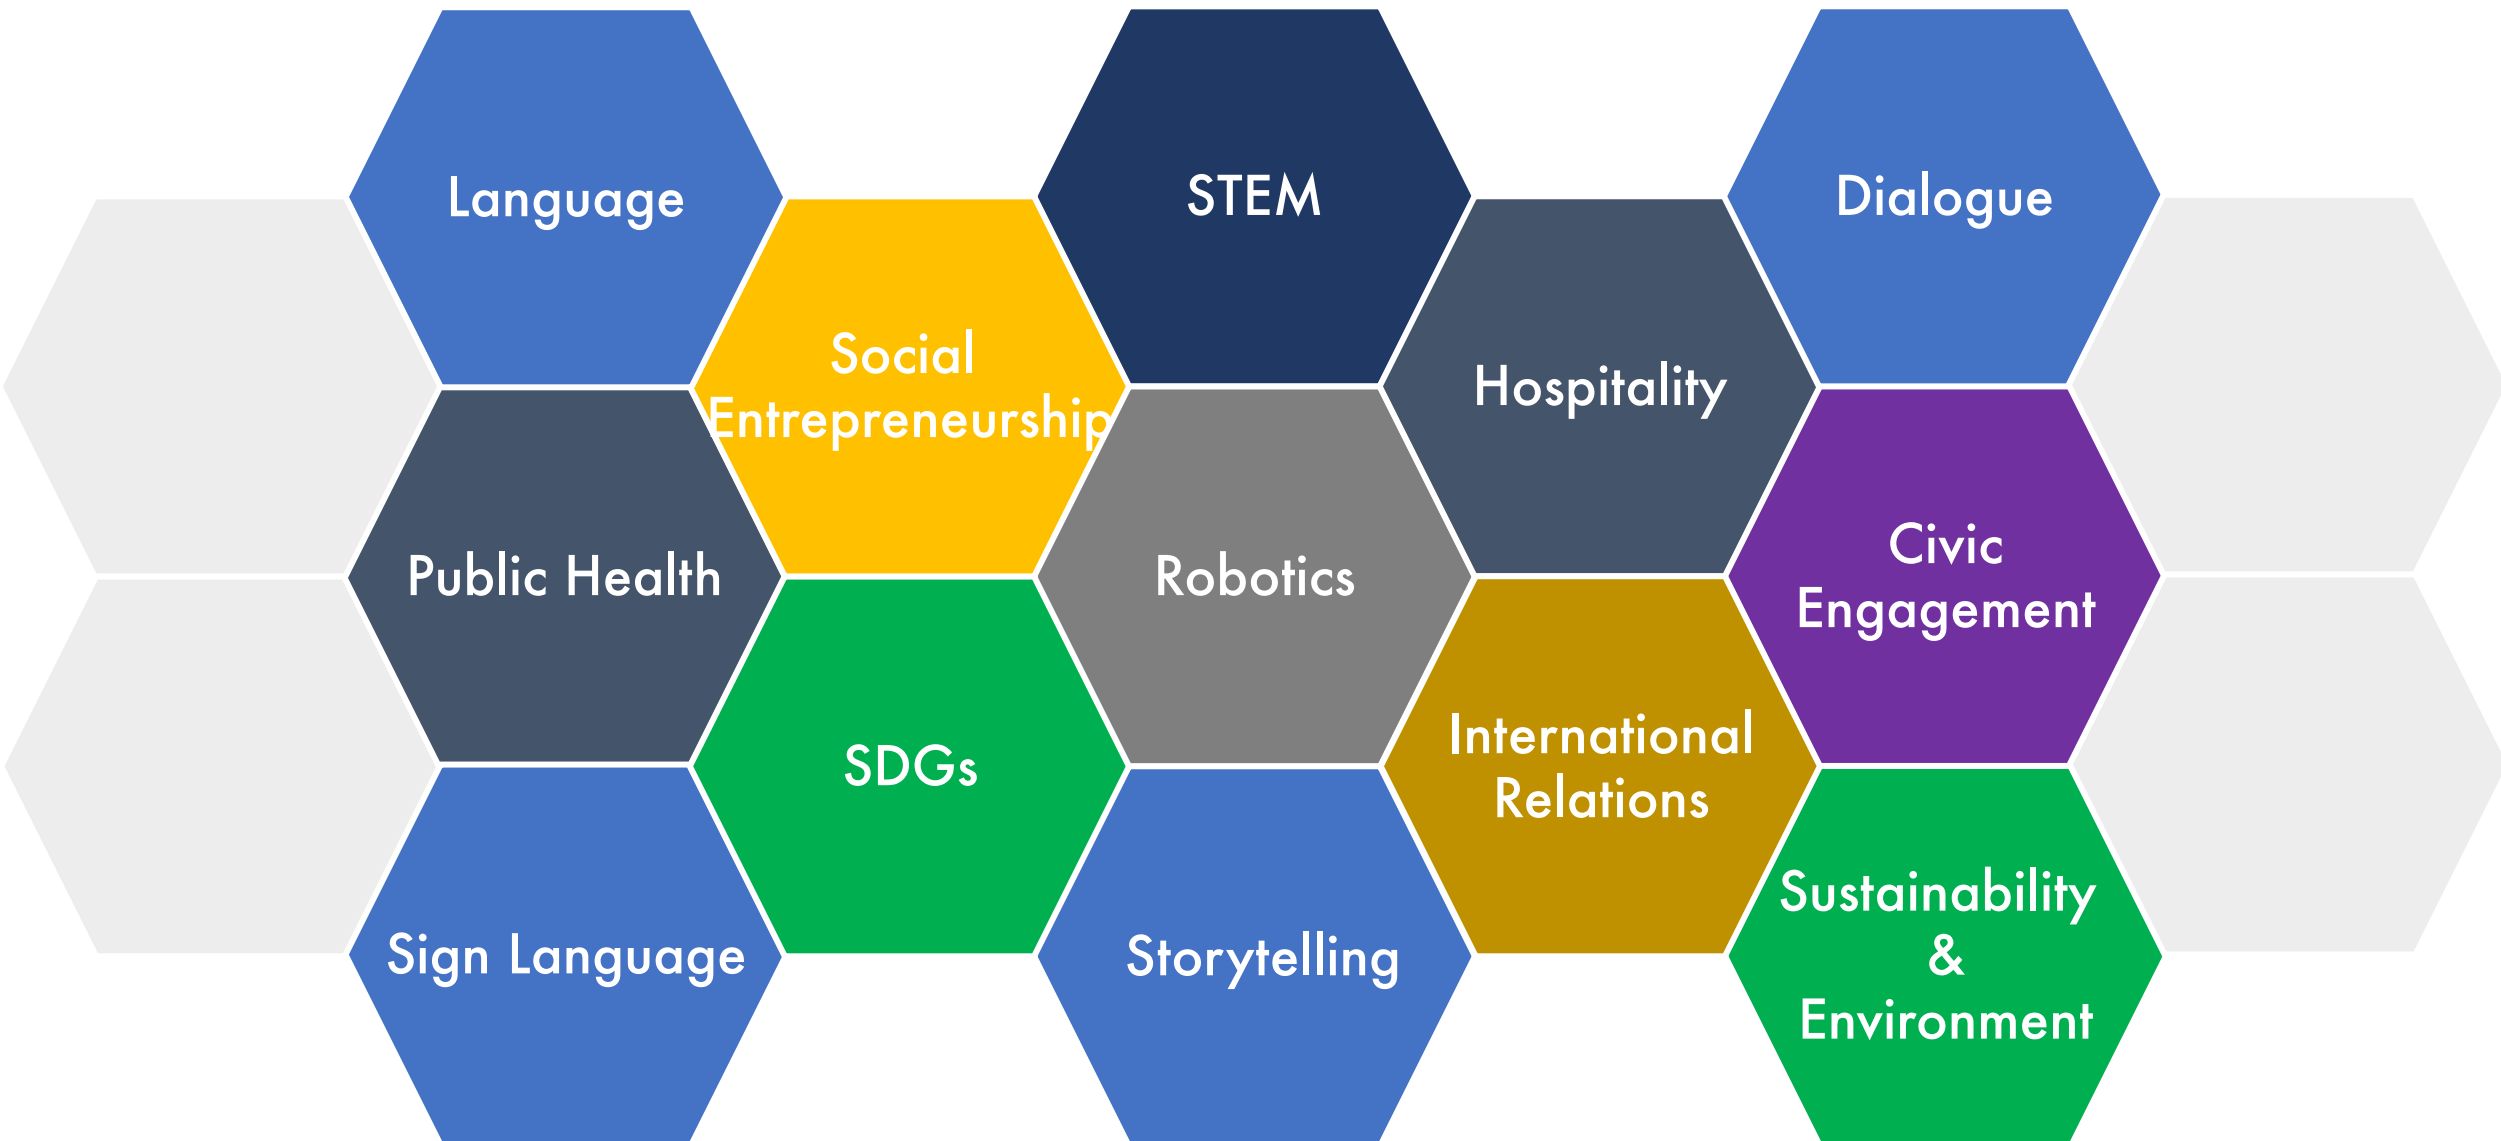 Language
STEM
Dialogue
Social
Entrepreneurship
Hospitality
Public Health
Robotics
Civic
Engagement
SDGs
International
Relations
Sign Language
Storytelling
Sustainability
&
Environment